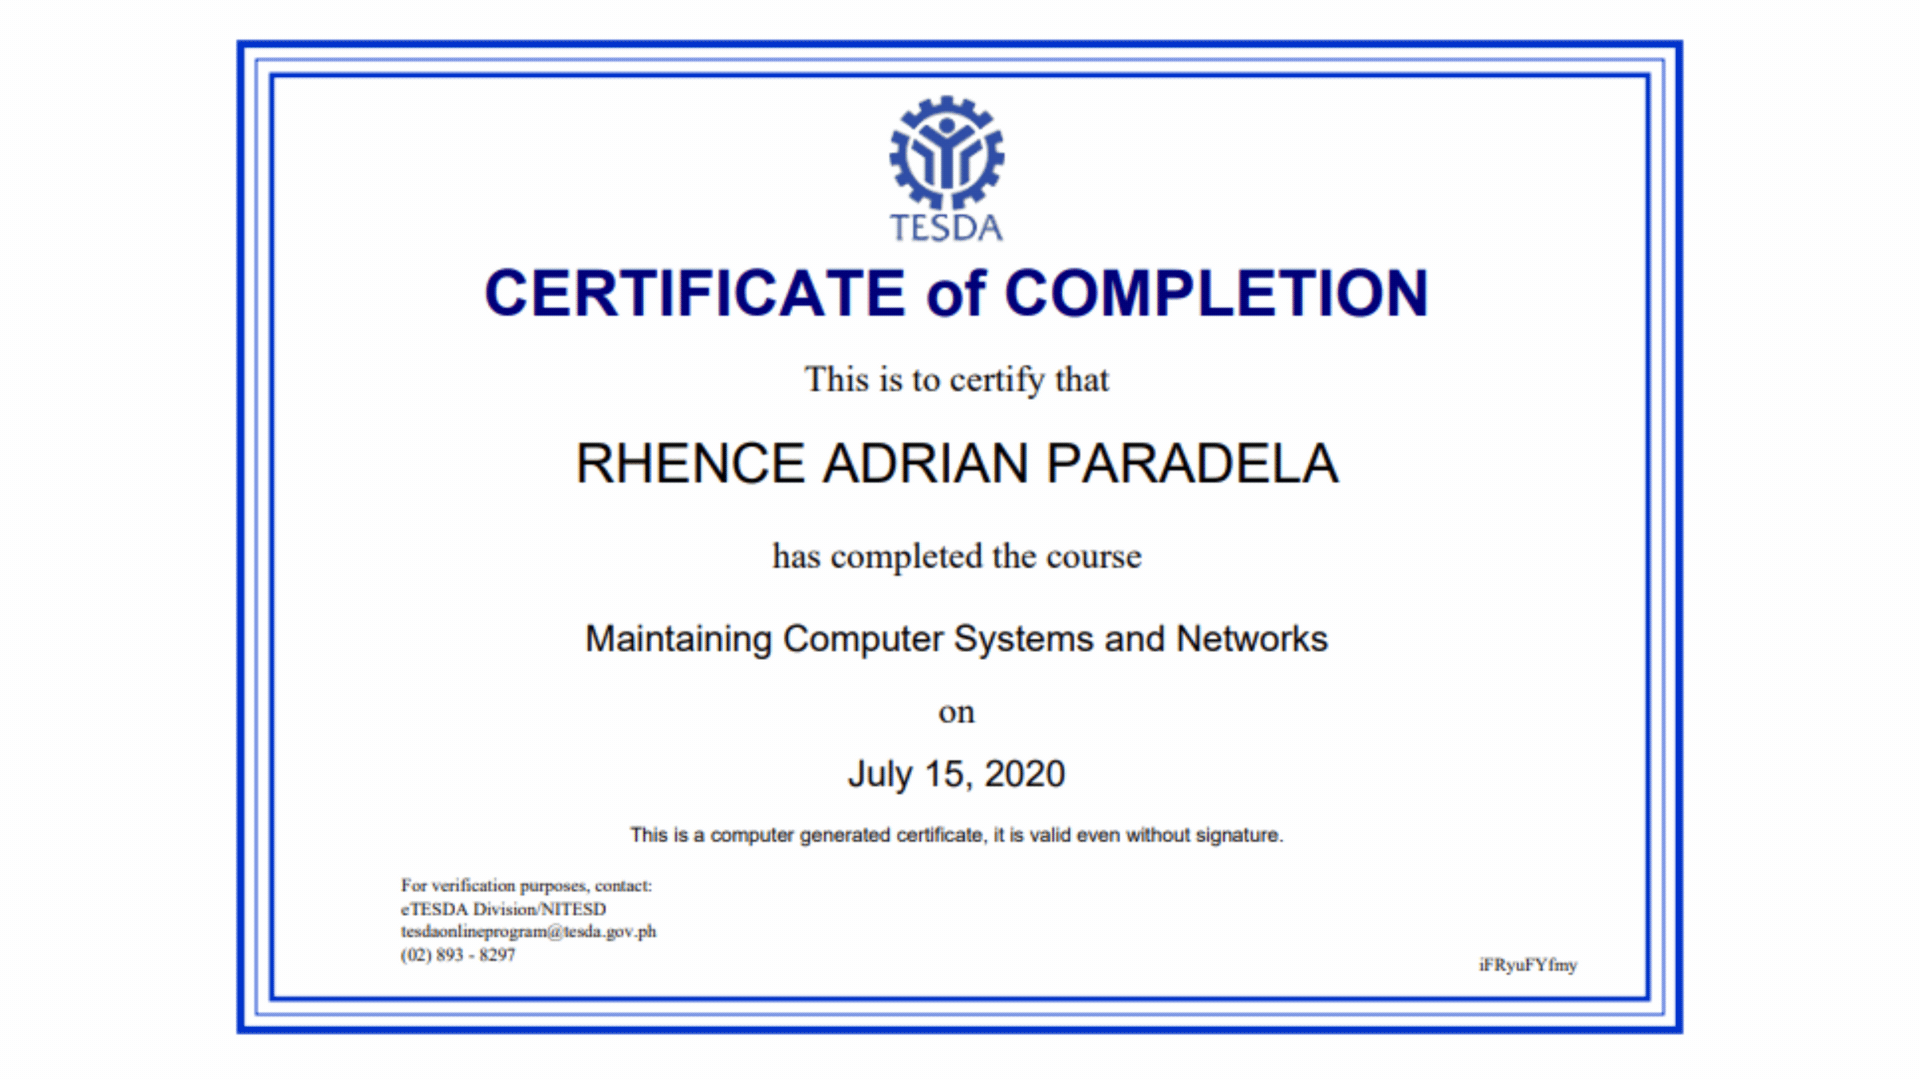 TESDA
CERTIFICATE of COMPLETION
This is to certify that
RHENCE ADRIAN PARADELA
has completed the course
Maintaining Computer Systems and Networks
on
July 15, 2020
This is a computer generated certificate, it is valid even without signature.
For verification purposes, contact:
eTESDA Division/NITESD
tesdaonlineprogram@tesda.gov.ph
(02) 893 - 8297
iFRyuFYfmy